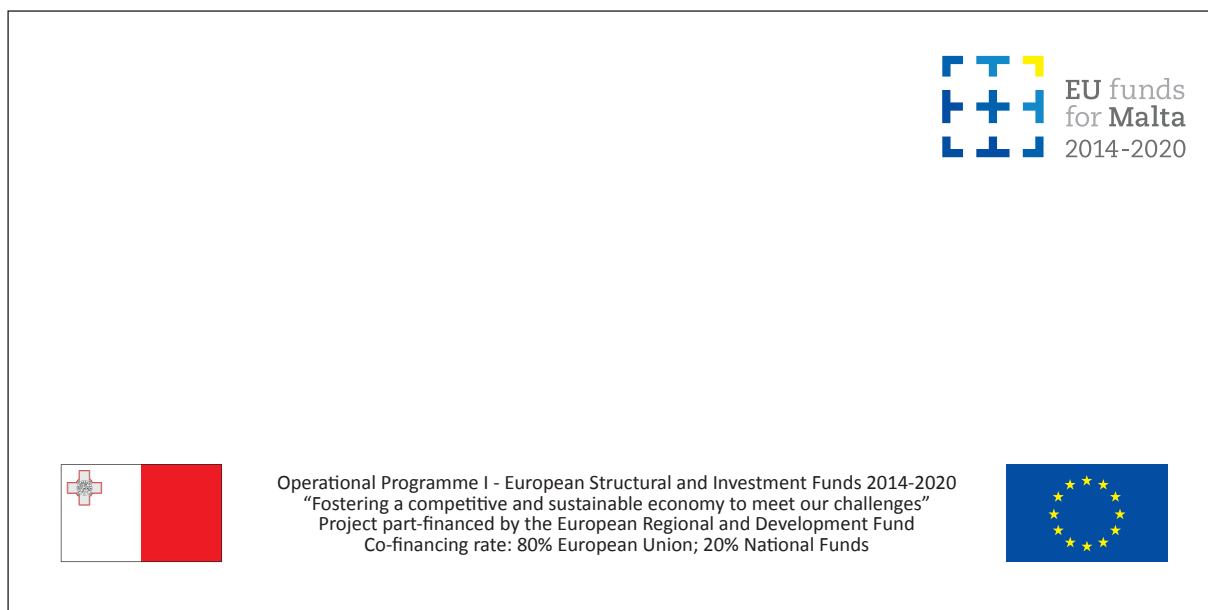 EU funds
for Malta
2014-2020
Operational Programme I - European Structural and Investment Funds 2014-2020
“Fostering a competitive and sustainable economy to meet our challenges”
Project part-financed by the European Regional and Development Fund
Co-financing rate: 80% European Union; 20% National Funds